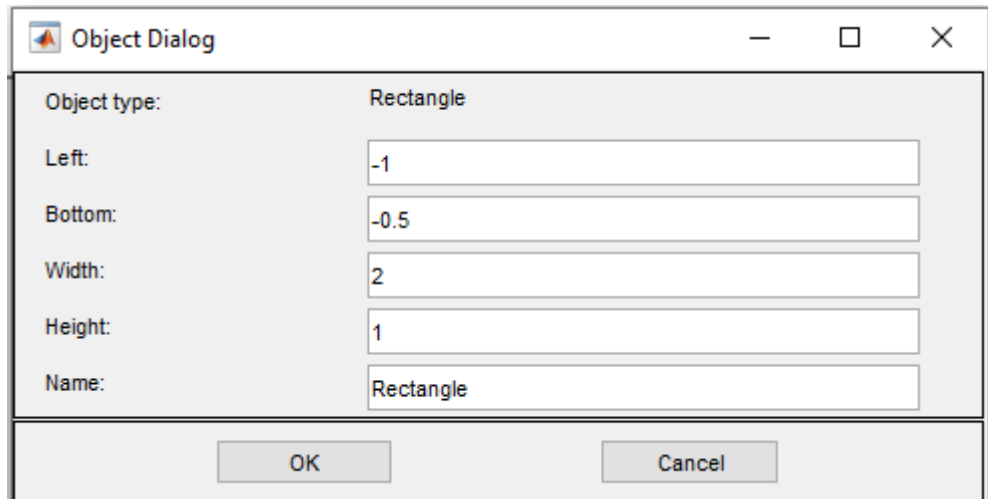 Object Dialog
Object type: Rectangle
Left: -1
Bottom: -0.5
Width: 2
Height: 1
Name: Rectangle
OK Cancel